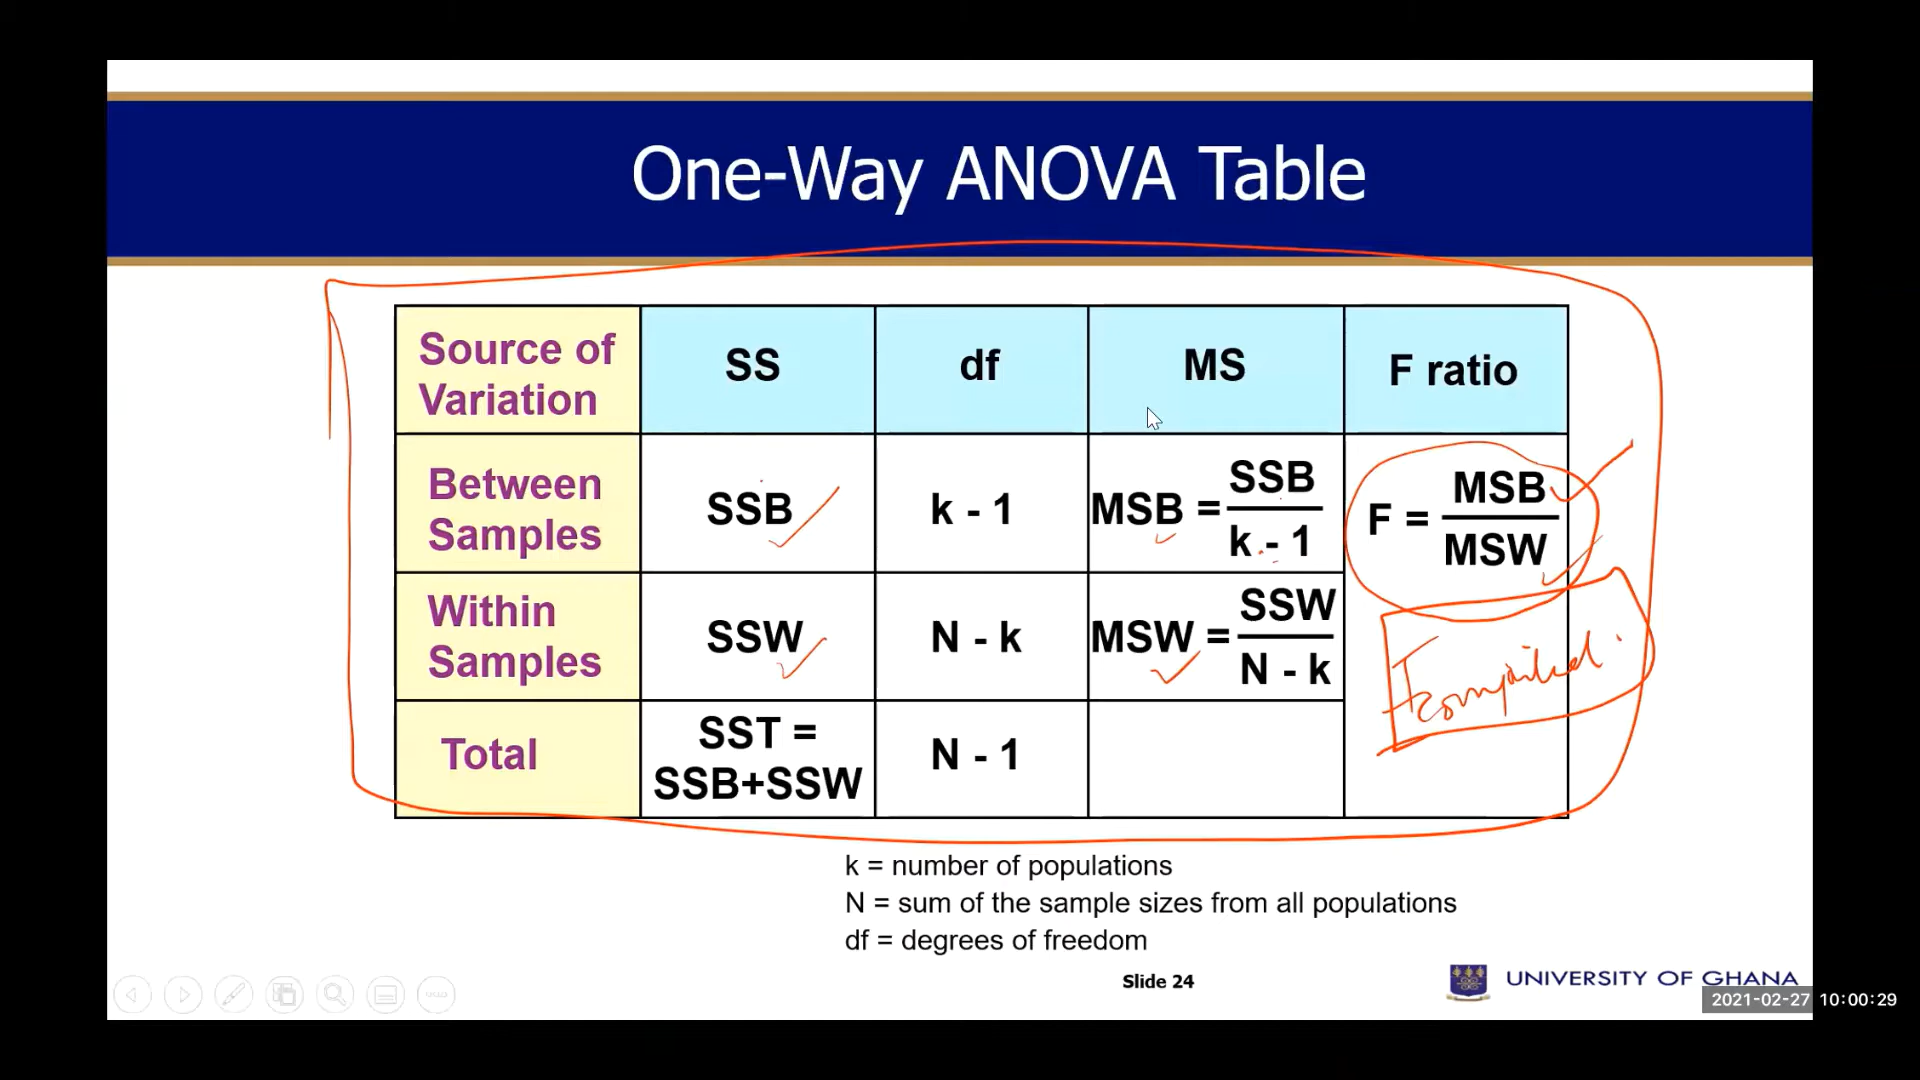 One-Way ANOVA Table
Source of
Variation
SS
df
MS
F ratio
Between
Samples
SSB
k - 1
MSB =
SSB
k - 1
F =
MSB
MSW
Within
Samples
SSW
N - k
MSW =
SSW
N - k
Total
SST =
SSB+SSW
N - 1
k = number of populations
N = sum of the sample sizes from all populations
df = degrees of freedom
Slide 24
UNIVERSITY OF GHANA
2021-02-27 10:00:29